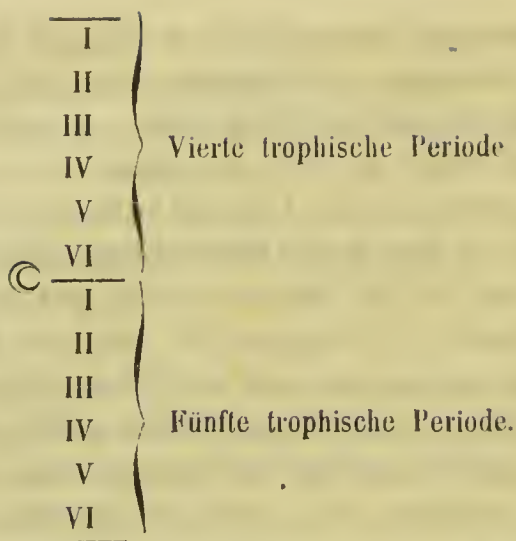 I
II
III
IV
Vierte trophische Periode
V
VI
☾
I
II
III
IV
Fünfte trophische Periode.
V
VI